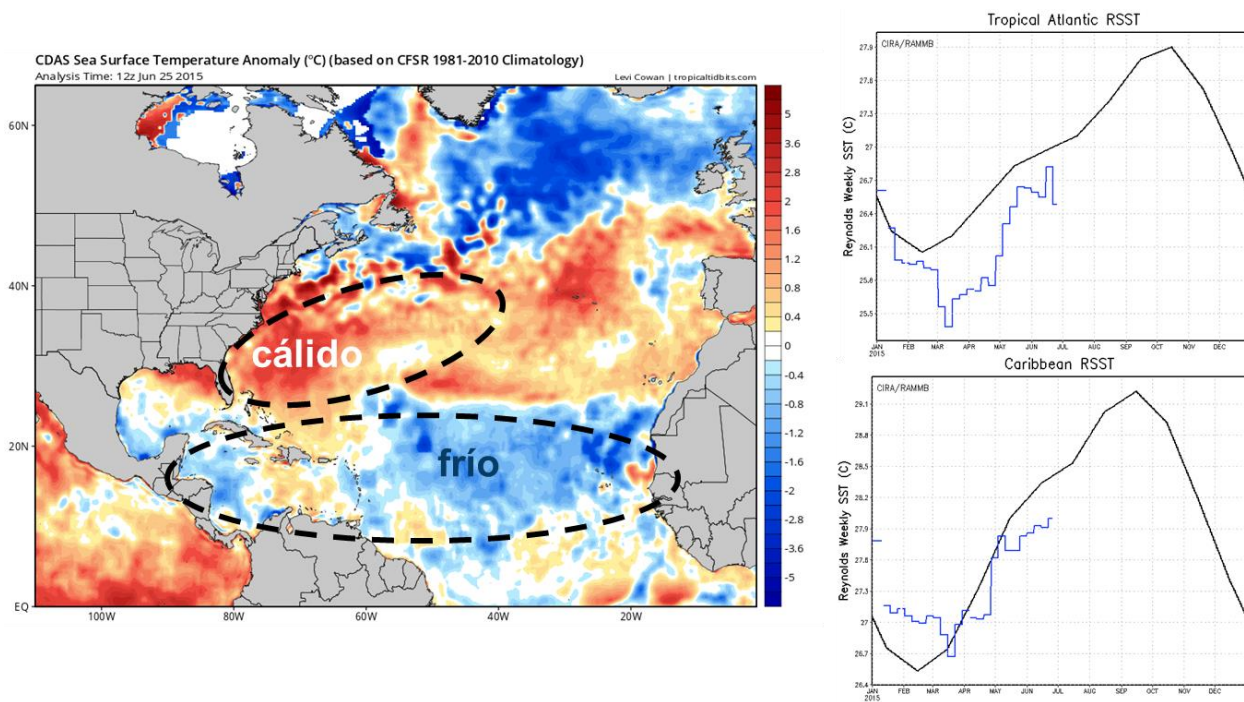 CDAS Sea Surface Temperature Anomaly (°C) (based on CFSR 1981-2010 Climatology)
Analysis Time: 12z Jun 25 2015
Levi Cowan | tropicaltidbits.com
60N
40N
20N
EQ
100W
80W
60W
40W
20W
cálido
frío
5
3.6
2.8
2
1.6
1.2
0.8
0.4
0
-0.4
-0.8
-1.2
-1.6
-2
-2.8
-3.6
-5
Tropical Atlantic RSST
CIRA/RAMMB
Reynolds Weekly SST (C)
27.9
27.6
27.3
27
26.7
26.4
26.1
25.8
25.5
JAN FEB MAR APR MAY JUN JUL AUG SEP OCT NOV DEC
2015
Caribbean RSST
CIRA/RAMMB
Reynolds Weekly SST (C)
29.1
28.8
28.5
28.2
27.9
27.6
27.3
27
26.7
26.4
JAN FEB MAR APR MAY JUN JUL AUG SEP OCT NOV DEC
2015